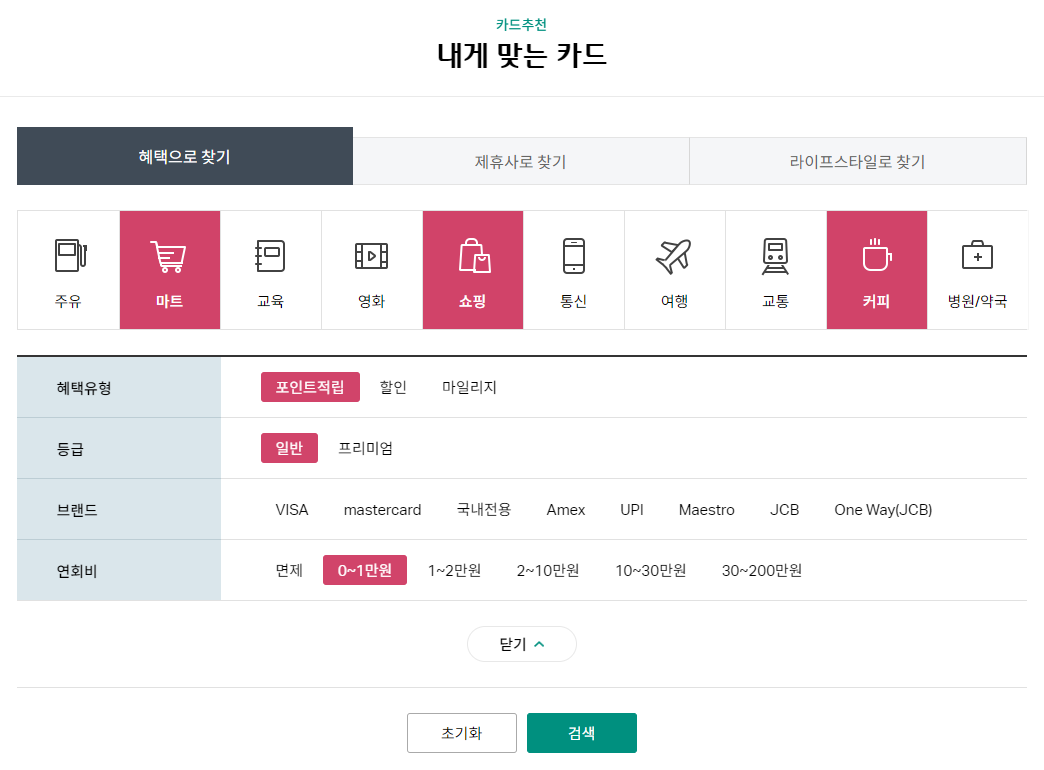 카드추천
내게 맞는 카드
혜택으로 찾기 제휴사로 찾기 라이프스타일로 찾기
주유 마트 교육 영화 쇼핑 통신 여행 교통 커피 병원/약국
혜택유형 포인트적립 할인 마일리지
등급 일반 프리미엄
브랜드 VISA mastercard 국내전용 Amex UPI Maestro JCB One Way(JCB)
연회비 면제 0~1만원 1~2만원 2~10만원 10~30만원 30~200만원
닫기
초기화 검색